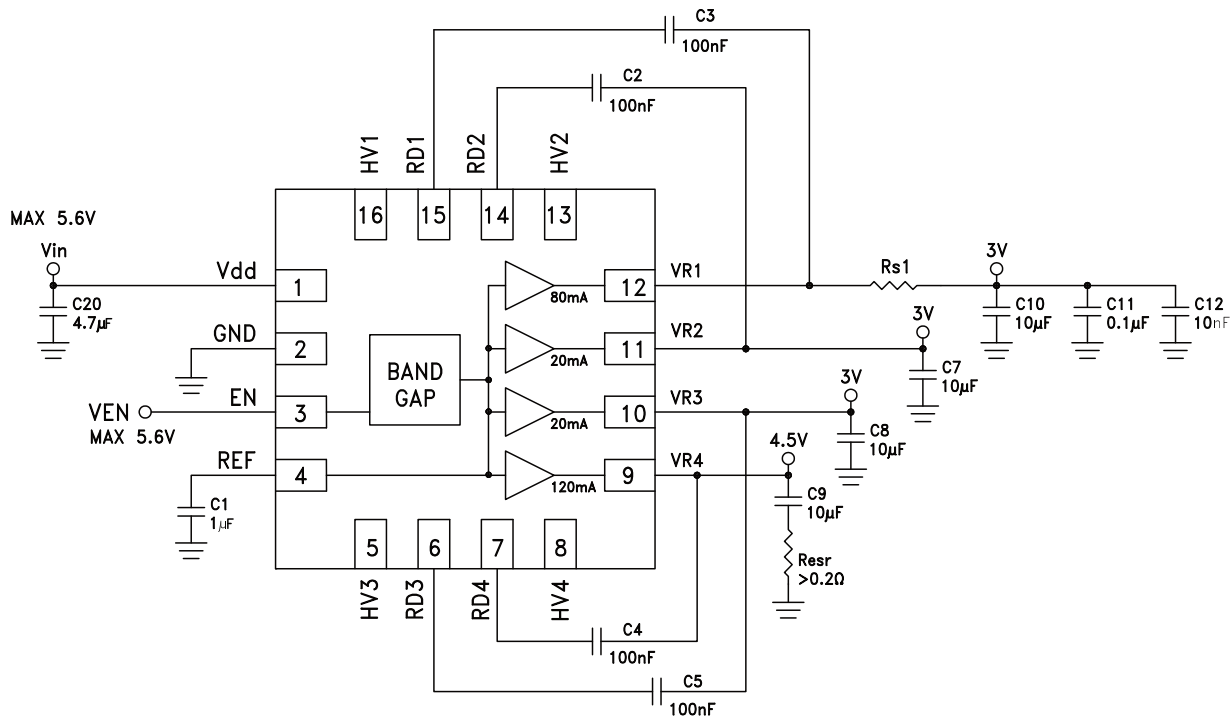 C3
100nF
C2
100nF
HV1
RD1
RD2
HV2
16
15
14
13
MAX 5.6V
Vin
C20
4.7μF
Vdd
1
GND
2
VEN
MAX 5.6V
EN
3
REF
4
C1
1μF
BAND
GAP
80mA
20mA
20mA
120mA
12
VR1
11
VR2
10
VR3
9
VR4
Rs1
3V
C10
10μF
C11
0.1μF
C12
10nF
3V
C7
10μF
3V
C8
10μF
4.5V
C9
10μF
Resr
>0.2Ω
5
6
7
8
HV3
RD3
RD4
HV4
C4
100nF
C5
100nF